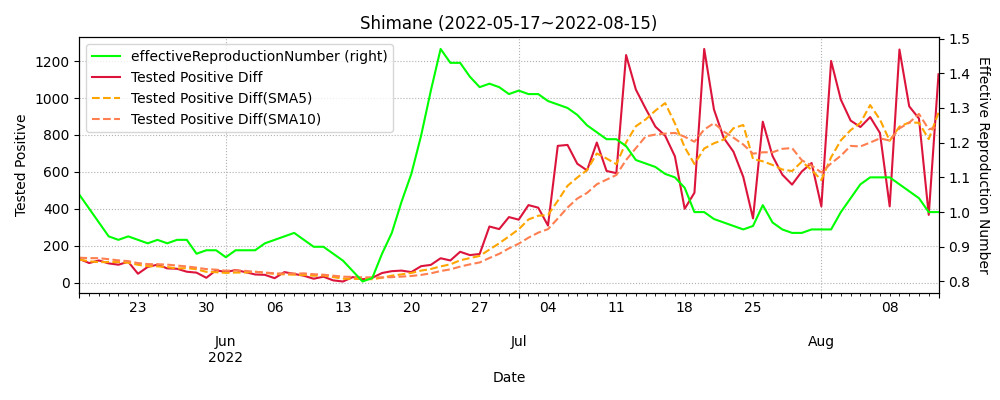 Shimane (2022-05-17~2022-08-15)
effectiveReproductionNumber (right)
Tested Positive Diff
Tested Positive Diff(SMA5)
Tested Positive Diff(SMA10)
Tested Positive
1200
1000
800
600
400
200
0
Effective Reproduction Number
1.5
1.4
1.3
1.2
1.1
1.0
0.9
0.8
23 30 06 13 20 27 04 11 18 25 08
Jun Jul Aug
2022
Date